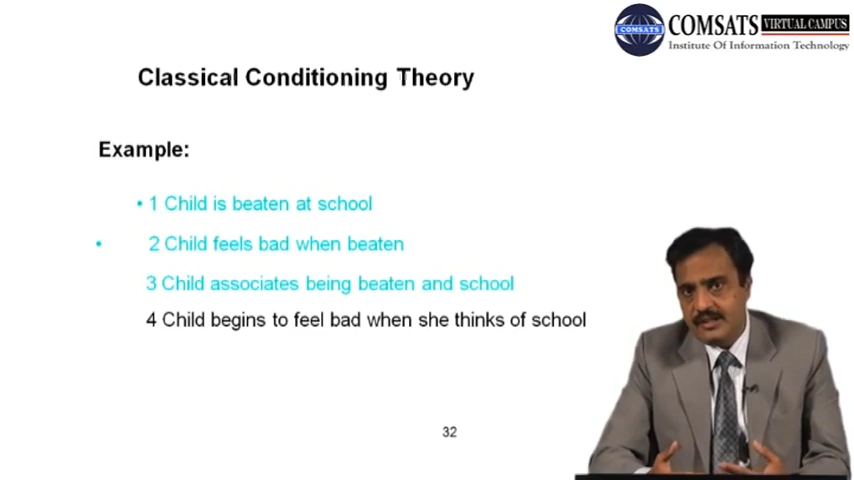 COMSATS VIRTUAL CAMPUS
Institute Of Information Technology
COMSATS
Classical Conditioning Theory
Example:
• 1 Child is beaten at school
• 2 Child feels bad when beaten
3 Child associates being beaten and school
4 Child begins to feel bad when she thinks of school
32